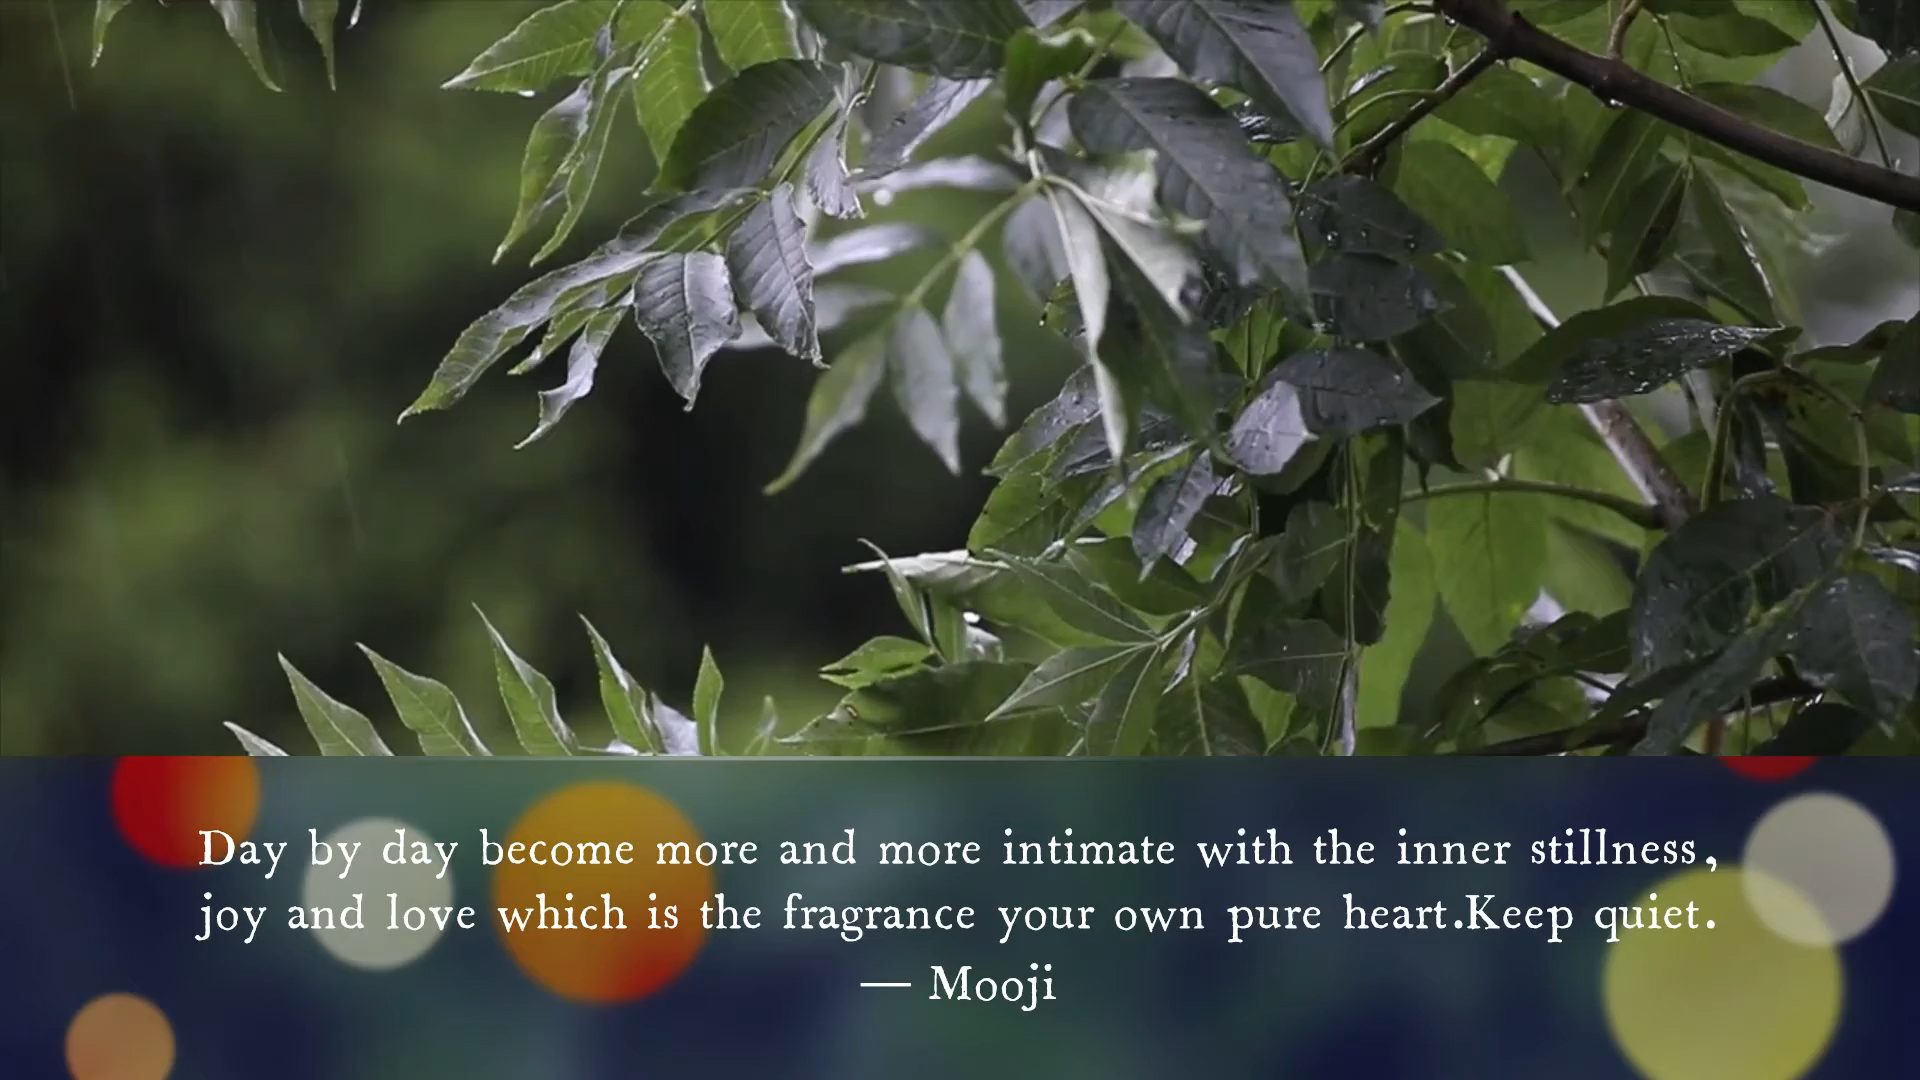 Day by day become more and more intimate with the inner stillness,
joy and love which is the fragrance your own pure heart.Keep quiet.
— Mooji